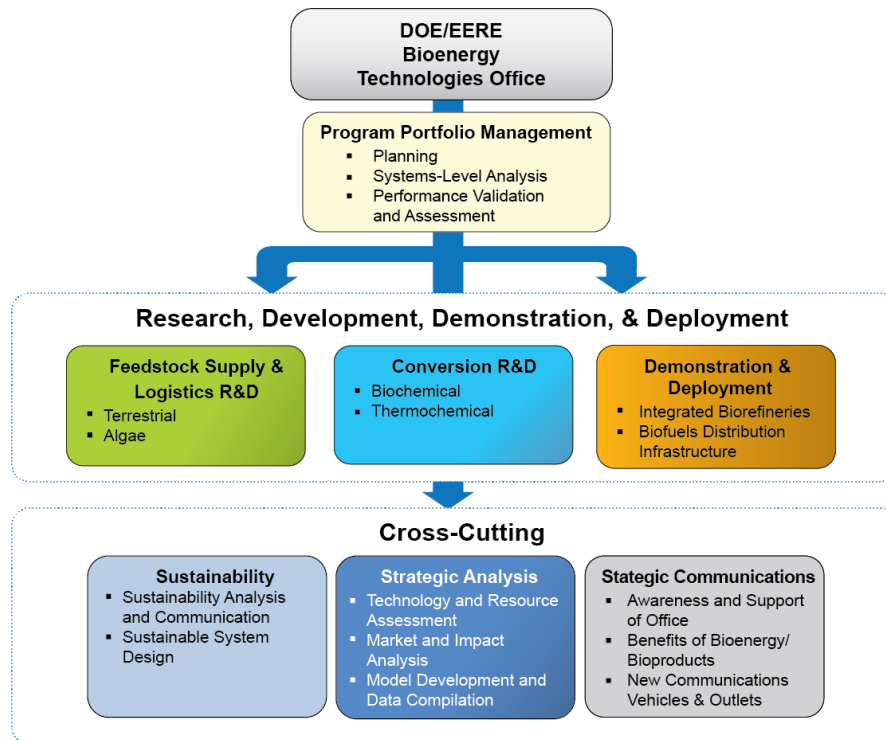 DOE/EERE
Bioenergy
Technologies Office
Program Portfolio Management
▪ Planning
▪ Systems-Level Analysis
▪ Performance Validation
and Assessment
Research, Development, Demonstration, & Deployment
Feedstock Supply &
Logistics R&D
▪ Terrestrial
▪ Algae
Conversion R&D
▪ Biochemical
▪ Thermochemical
Demonstration &
Deployment
▪ Integrated Biorefineries
▪ Biofuels Distribution
Infrastructure
Cross-Cutting
Sustainability
▪ Sustainability Analysis
and Communication
▪ Sustainable System
Design
Strategic Analysis
▪ Technology and Resource
Assessment
▪ Market and Impact
Analysis
▪ Model Development and
Data Compilation
Stategic Communications
▪ Awareness and Support
of Office
▪ Benefits of Bioenergy/
Bioproducts
▪ New Communications
Vehicles & Outlets